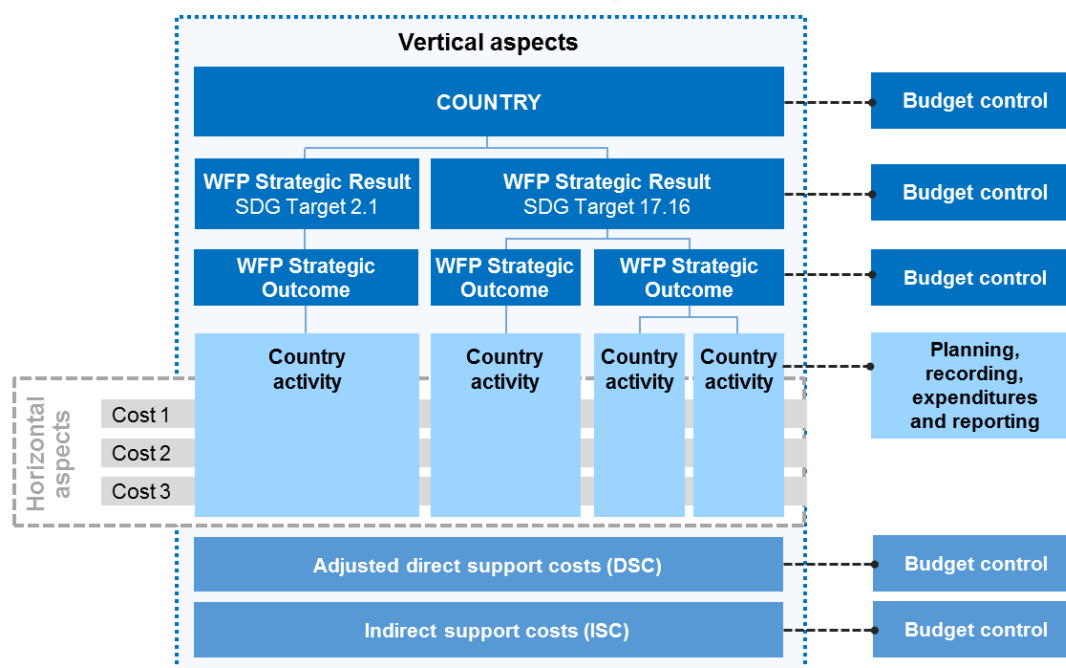 Vertical aspects
COUNTRY
Budget control
WFP Strategic Result
SDG Target 2.1
WFP Strategic Result
SDG Target 17.16
Budget control
WFP Strategic
Outcome
WFP Strategic
Outcome
WFP Strategic
Outcome
Budget control
Country
activity
Country
activity
Country
activity
Country
activity
Planning,
recording,
expenditures
and reporting
Horizontal
aspects
Cost 1
Cost 2
Cost 3
Adjusted direct support costs (DSC)
Budget control
Indirect support costs (ISC)
Budget control